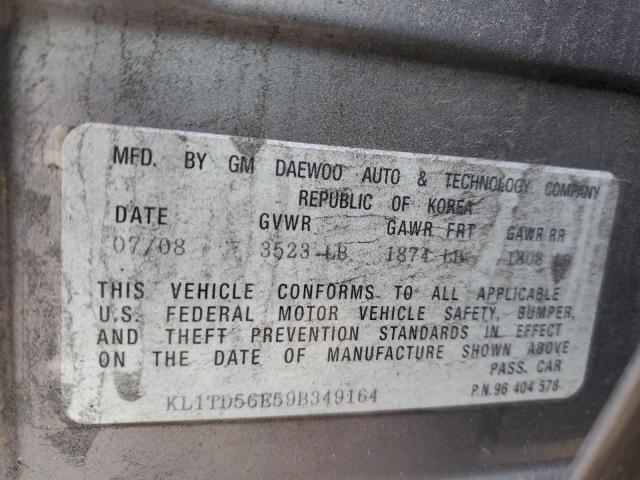 MFD. BY GM DAEWOO AUTO & TECHNOLOGY COMPANY
REPUBLIC OF KOREA
DATE GVWR GAWR FRT GAWR RR
07/08 3523 LB 1874 LB 1808 LB
THIS VEHICLE CONFORMS TO ALL APPLICABLE
U.S. FEDERAL MOTOR VEHICLE SAFETY, BUMPER,
AND THEFT PREVENTION STANDARDS IN EFFECT
ON THE DATE OF MANUFACTURE SHOWN ABOVE
PASS. CAR
KL1TD56E59B349164 P.N. 96 404 578